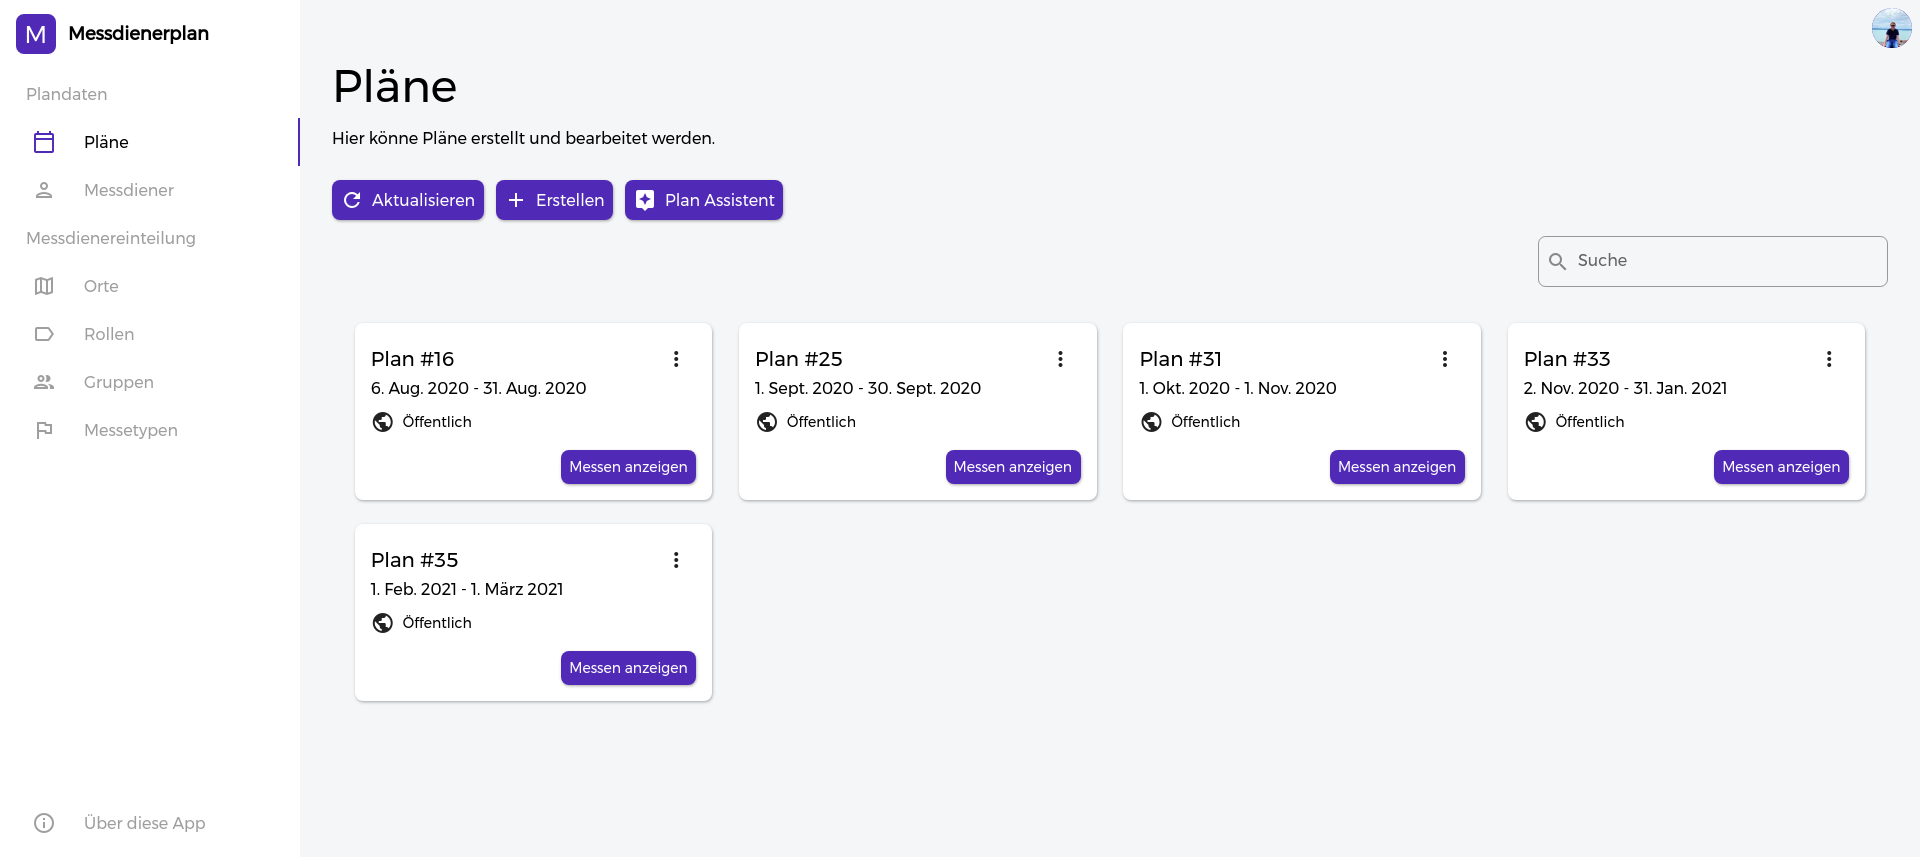 M Messdienerplan
Plandaten
Pläne
Messdiener
Messdienereinteilung
Orte
Rollen
Gruppen
Messetypen
Über diese App
Pläne
Hier könne Pläne erstellt und bearbeitet werden.
Aktualisieren Erstellen Plan Assistent
Suche
Plan #16
6. Aug. 2020 - 31. Aug. 2020
Öffentlich
Messen anzeigen
Plan #25
1. Sept. 2020 - 30. Sept. 2020
Öffentlich
Messen anzeigen
Plan #31
1. Okt. 2020 - 1. Nov. 2020
Öffentlich
Messen anzeigen
Plan #33
2. Nov. 2020 - 31. Jan. 2021
Öffentlich
Messen anzeigen
Plan #35
1. Feb. 2021 - 1. März 2021
Öffentlich
Messen anzeigen